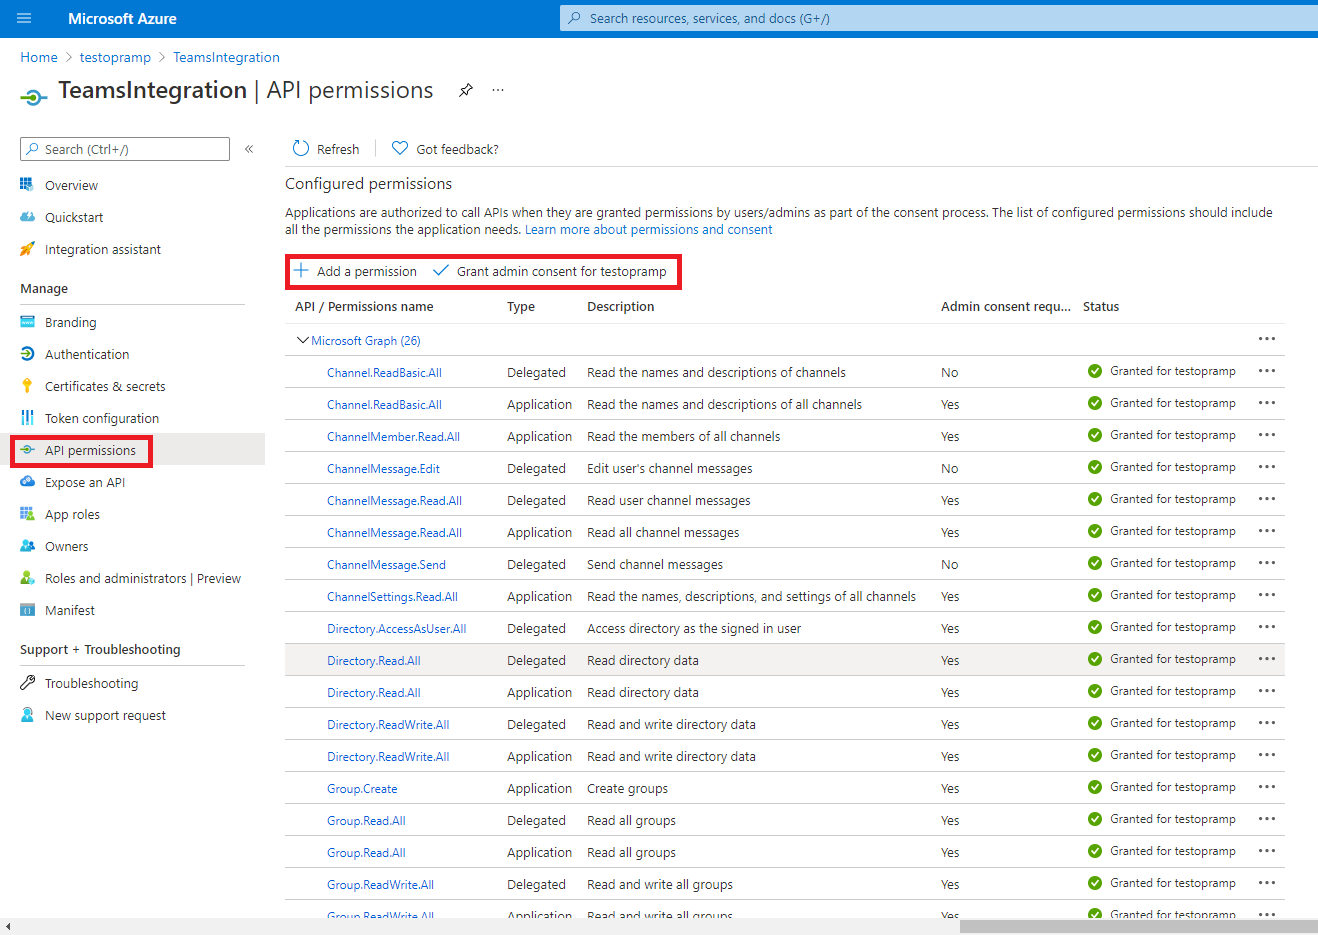 Microsoft Azure
Search resources, services, and docs (G+/)
Home > testopramp > TeamsIntegration
TeamsIntegration | API permissions ...
Search (Ctrl+/) «
Overview
Quickstart
Integration assistant
Manage
Branding
Authentication
Certificates & secrets
Token configuration
API permissions
Expose an API
App roles
Owners
Roles and administrators | Preview
Manifest
Support + Troubleshooting
Troubleshooting
New support request
Refresh | Got feedback?
Configured permissions
Applications are authorized to call APIs when they are granted permissions by users/admins as part of the consent process. The list of configured permissions should include
all the permissions the application needs. Learn more about permissions and consent
+ Add a permission ✓ Grant admin consent for testopramp
API / Permissions name Type Description Admin consent requ... Status
Microsoft Graph (26) ...
Channel.ReadBasic.All Delegated Read the names and descriptions of channels No Granted for testopramp ...
Channel.ReadBasic.All Application Read the names and descriptions of all channels Yes Granted for testopramp ...
ChannelMember.Read.All Application Read the members of all channels Yes Granted for testopramp ...
ChannelMessage.Edit Delegated Edit user's channel messages No Granted for testopramp ...
ChannelMessage.Read.All Delegated Read user channel messages Yes Granted for testopramp ...
ChannelMessage.Read.All Application Read all channel messages Yes Granted for testopramp ...
ChannelMessage.Send Delegated Send channel messages No Granted for testopramp ...
ChannelSettings.Read.All Application Read the names, descriptions, and settings of all channels Yes Granted for testopramp ...
Directory.AccessAsUser.All Delegated Access directory as the signed in user Yes Granted for testopramp ...
Directory.Read.All Delegated Read directory data Yes Granted for testopramp ...
Directory.Read.All Application Read directory data Yes Granted for testopramp ...
Directory.ReadWrite.All Delegated Read and write directory data Yes Granted for testopramp ...
Directory.ReadWrite.All Application Read and write directory data Yes Granted for testopramp ...
Group.Create Application Create groups Yes Granted for testopramp ...
Group.Read.All Delegated Read all groups Yes Granted for testopramp ...
Group.Read.All Application Read all groups Yes Granted for testopramp ...
Group.ReadWrite.All Delegated Read and write all groups Yes Granted for testopramp ...
Group.ReadWrite.All Application Read and write all groups Yes Granted for testopramp ...